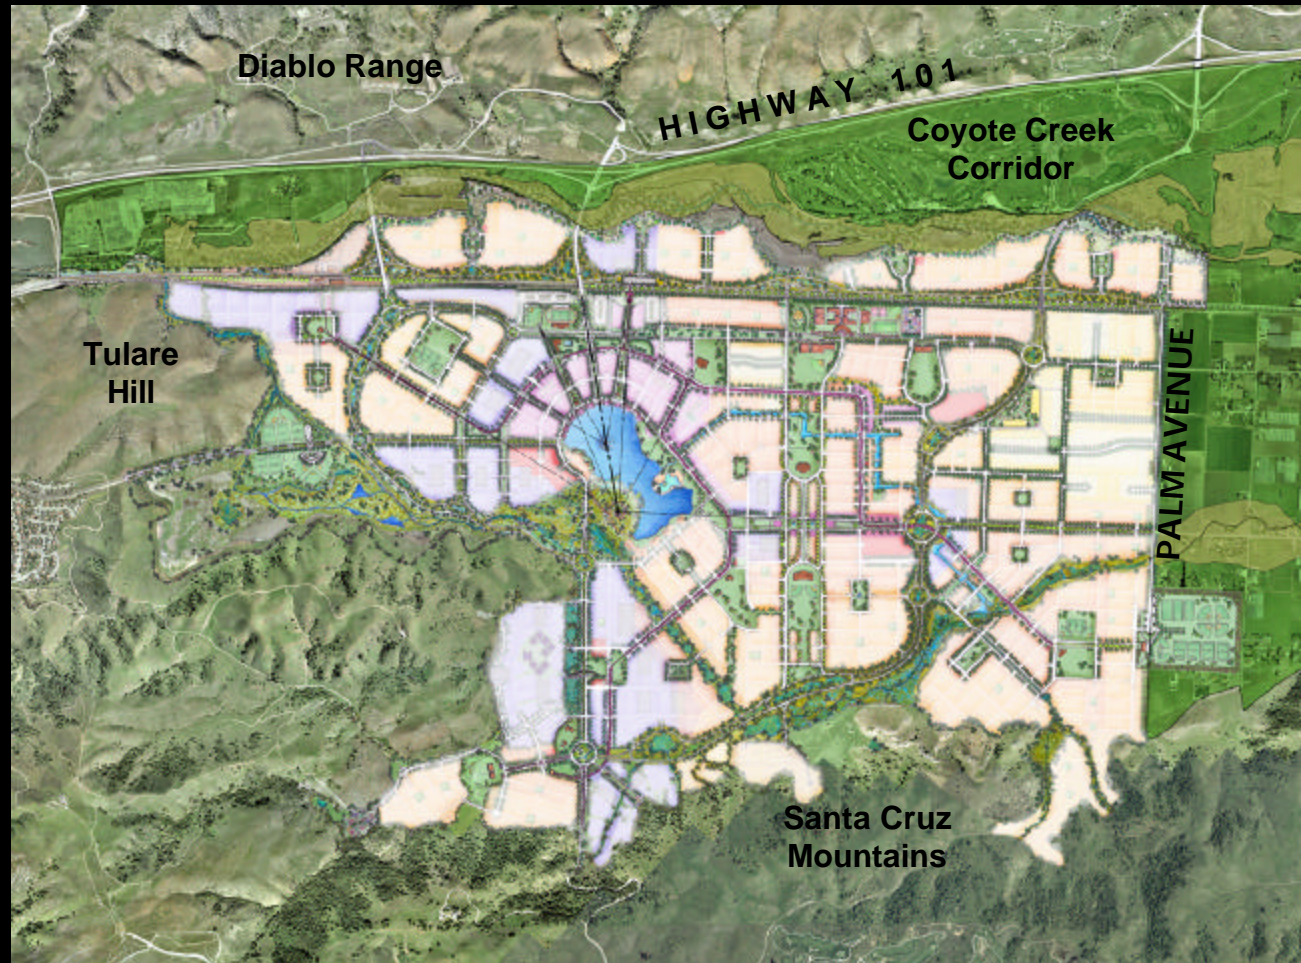 Diablo Range
HIGHWAY 101
Coyote Creek
Corridor
Tulare
Hill
PALM AVENUE
Santa Cruz
Mountains